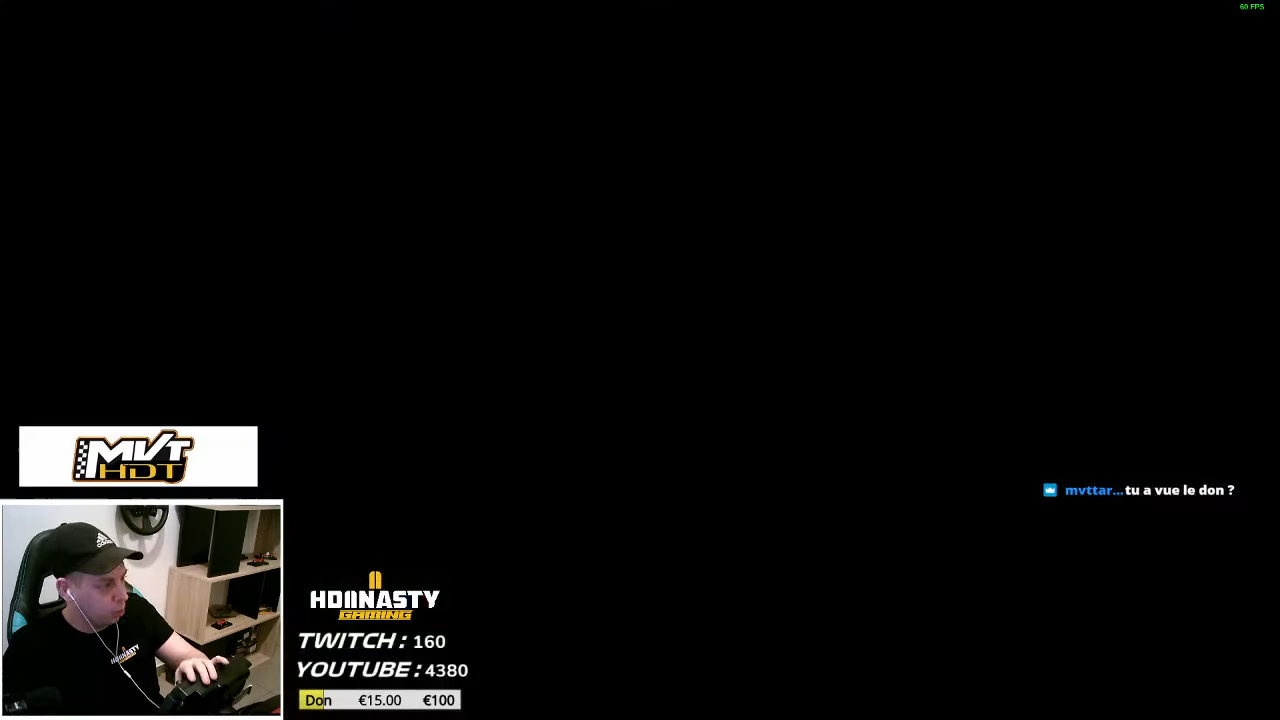 60 FPS
MVT
HDT
mvttar...tu a vue le don ?
HDNASTY
GAMING
TWITCH : 160
YOUTUBE : 4380
Don €15.00 €100